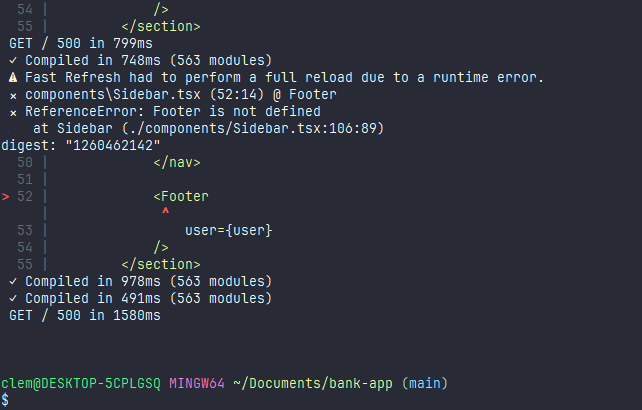 54 |             />
55 |         </section>
GET / 500 in 799ms
✓ Compiled in 748ms (563 modules)
⚠ Fast Refresh had to perform a full reload due to a runtime error.
⨯ components\Sidebar.tsx (52:14) @ Footer
⨯ ReferenceError: Footer is not defined
    at Sidebar (./components/Sidebar.tsx:106:89)
digest: "1260462142"
  50 |             </nav>
  51 |
> 52 |             <Footer
     |              ^
  53 |                 user={user}
  54 |             />
  55 |         </section>
✓ Compiled in 978ms (563 modules)
✓ Compiled in 491ms (563 modules)
GET / 500 in 1580ms
clem@DESKTOP-5CPLGSQ MINGW64 ~/Documents/bank-app (main)
$